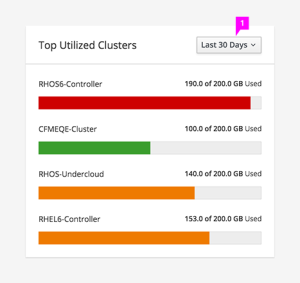 1
Top Utilized Clusters Last 30 Days
RHOS6-Controller 190.0 of 200.0 GB Used
CFMEQE-Cluster 100.0 of 200.0 GB Used
RHOS-Undercloud 140.0 of 200.0 GB Used
RHEL6-Controller 153.0 of 200.0 GB Used